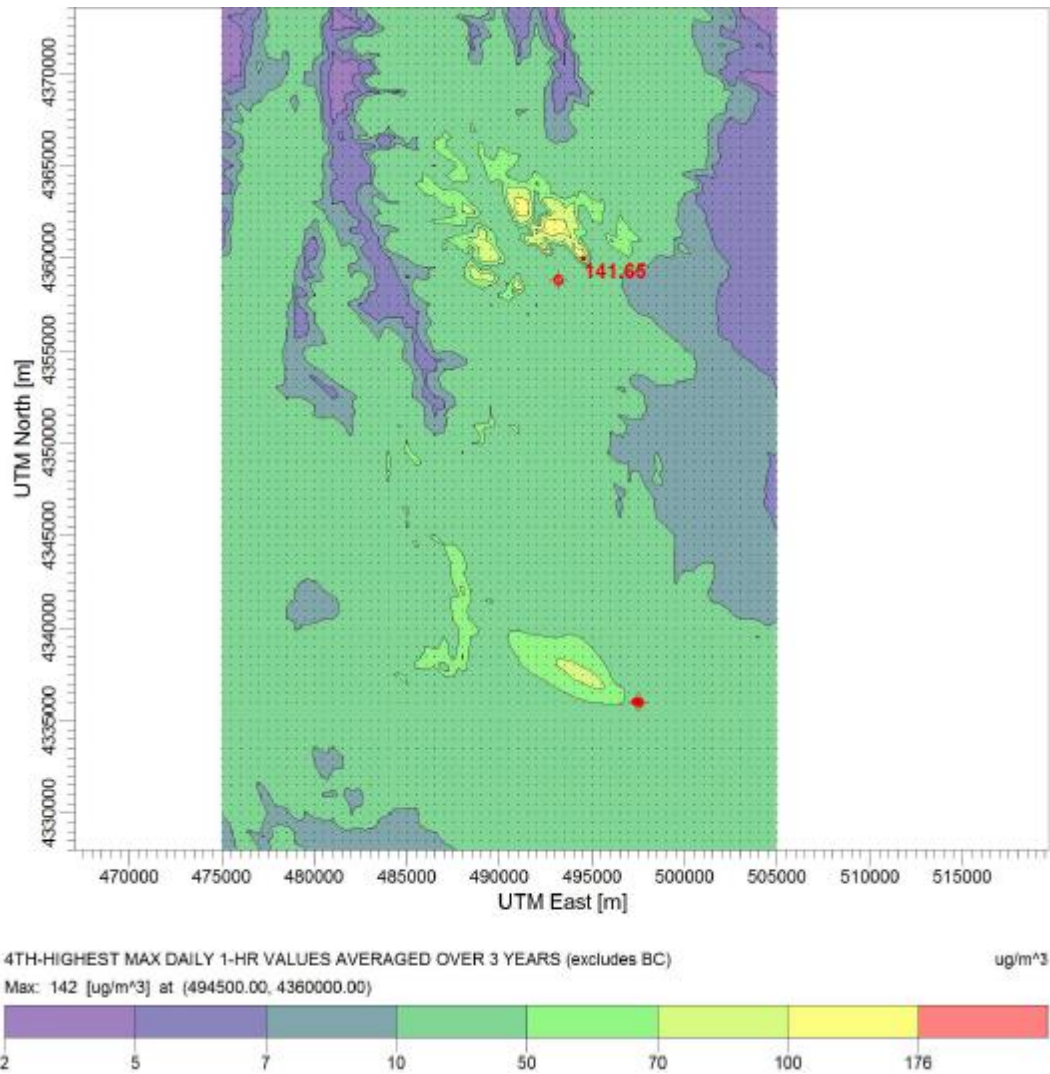 4370000
4365000
4360000
141.65
4355000
UTM North [m]
4350000
4345000
4340000
4335000
4330000
470000 475000 480000 485000 490000 495000 500000 505000 510000 515000
UTM East [m]
4TH-HIGHEST MAX DAILY 1-HR VALUES AVERAGED OVER 3 YEARS (excludes BC) ug/m^3
Max: 142 [ug/m^3] at (494500.00, 4360000.00)
2 5 7 10 50 70 100 176